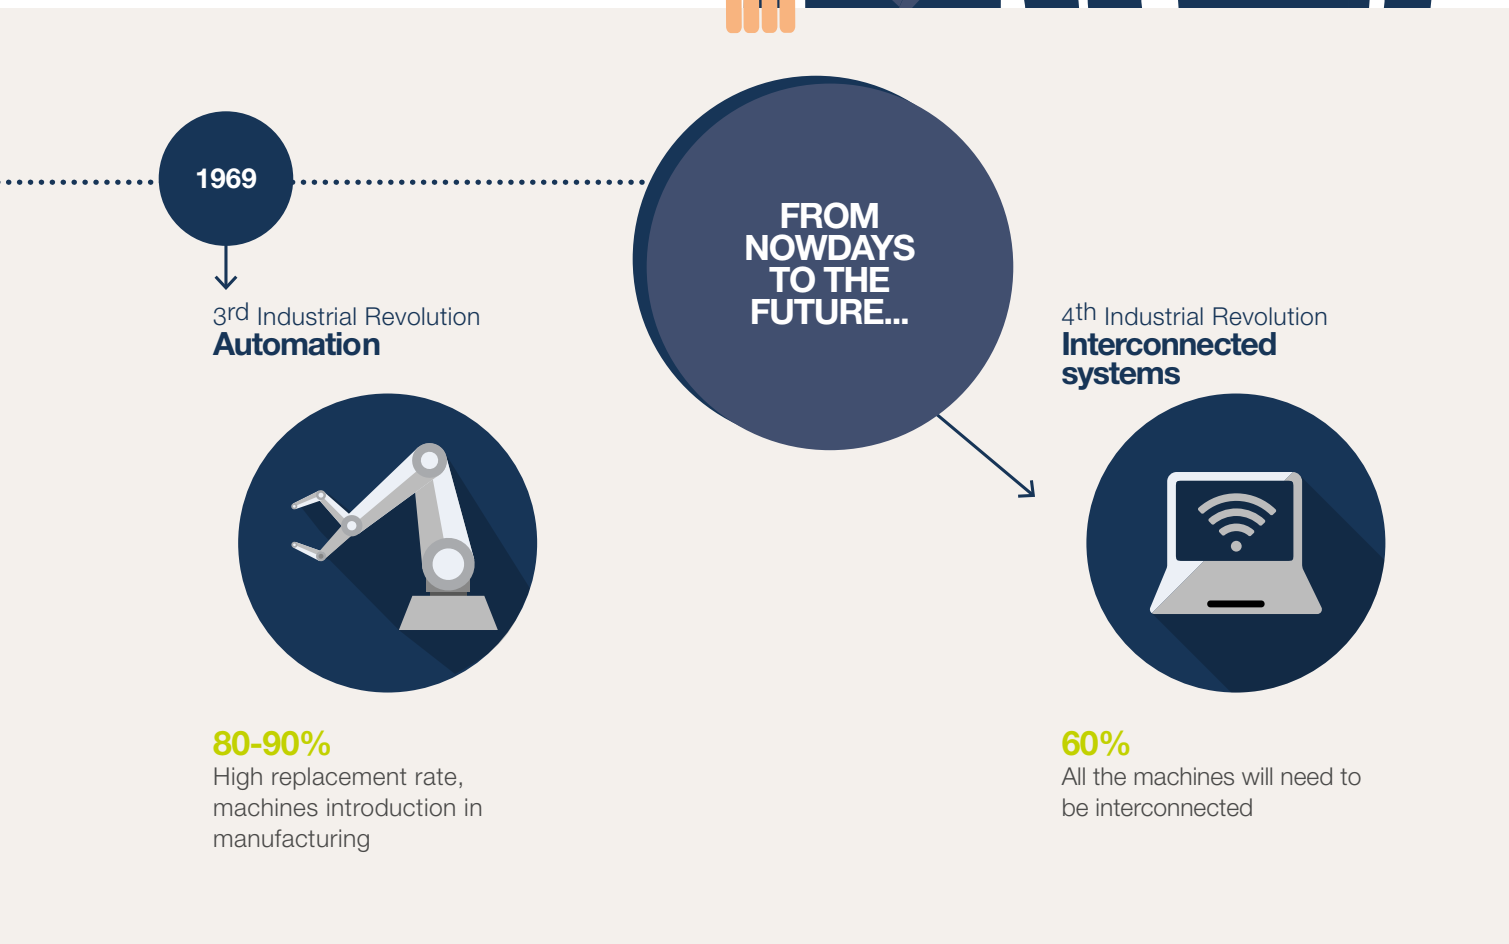 1969
3rd Industrial Revolution
Automation
80-90%
High replacement rate,
machines introduction in
manufacturing
FROM
NOWDAYS
TO THE
FUTURE...
4th Industrial Revolution
Interconnected
systems
60%
All the machines will need to
be interconnected